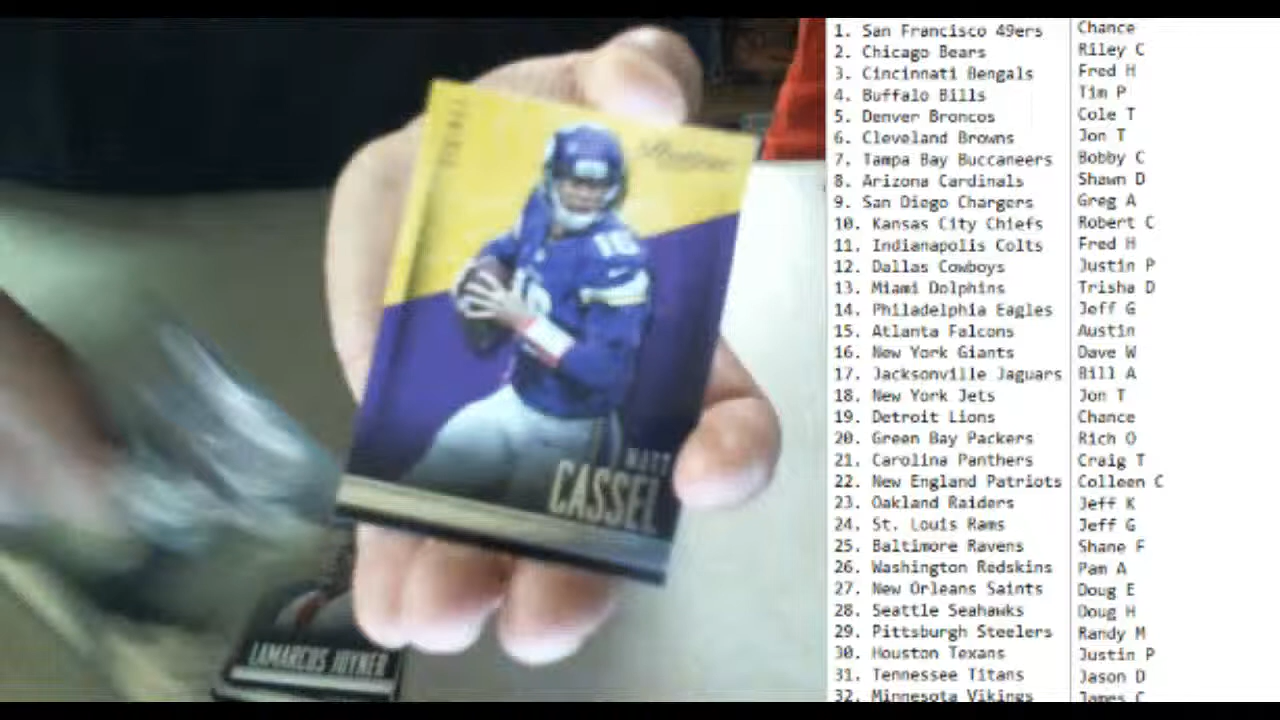 VIKINGS
Prestige
16
MATT
CASSEL
LAMARCUS JOYNER
1. San Francisco 49ers Chance
2. Chicago Bears Riley C
3. Cincinnati Bengals Fred H
4. Buffalo Bills Tim P
5. Denver Broncos Cole T
6. Cleveland Browns Jon T
7. Tampa Bay Buccaneers Bobby C
8. Arizona Cardinals Shawn D
9. San Diego Chargers Greg A
10. Kansas City Chiefs Robert C
11. Indianapolis Colts Fred H
12. Dallas Cowboys Justin P
13. Miami Dolphins Trisha D
14. Philadelphia Eagles Jeff G
15. Atlanta Falcons Austin
16. New York Giants Dave W
17. Jacksonville Jaguars Bill A
18. New York Jets Jon T
19. Detroit Lions Chance
20. Green Bay Packers Rich O
21. Carolina Panthers Craig T
22. New England Patriots Colleen C
23. Oakland Raiders Jeff K
24. St. Louis Rams Jeff G
25. Baltimore Ravens Shane F
26. Washington Redskins Pam A
27. New Orleans Saints Doug E
28. Seattle Seahawks Doug H
29. Pittsburgh Steelers Randy M
30. Houston Texans Justin P
31. Tennessee Titans Jason D
32. Minnesota Vikings James C